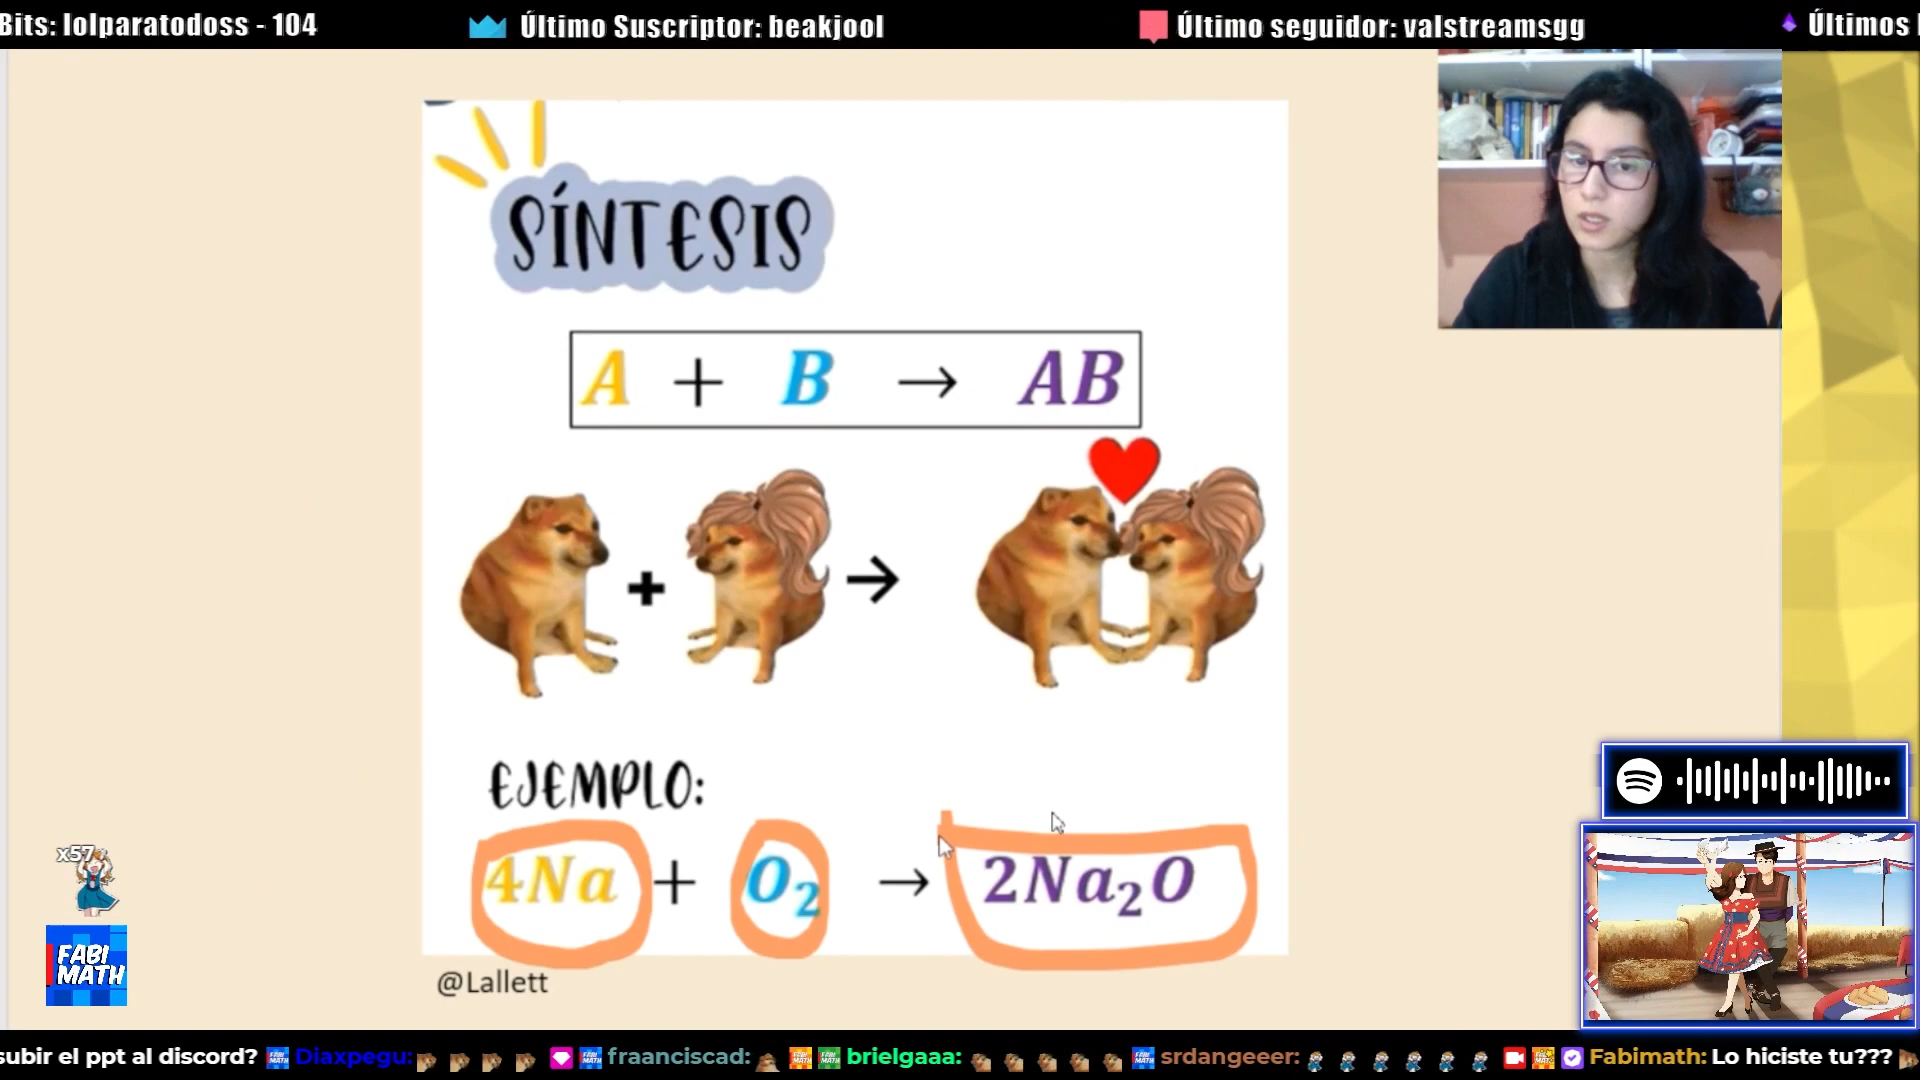 Bits: lolparatodoss - 104 Último Suscriptor: beakjool Último seguidor: valstreamsgg Últimos
SÍNTESIS
A + B → AB
+ →
EJEMPLO:
4Na + O₂ → 2Na₂O
@Lallett
x57
FABI
MATH
subir el ppt al discord? Diaxpegu: fraanciscad: brielgaaa: srdangeeer: Fabimath: Lo hiciste tu???